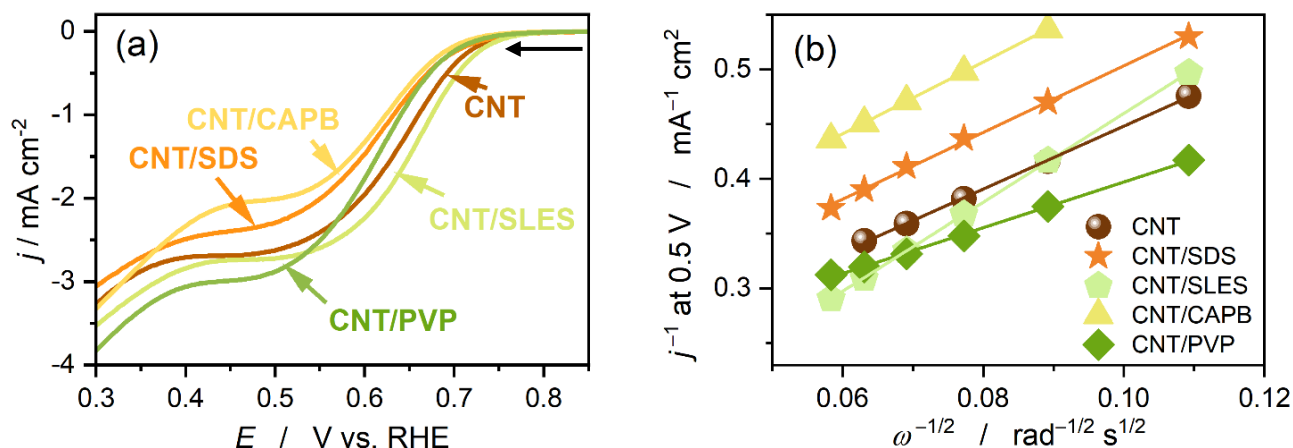 (a)
j / mA cm⁻²
0
-1
-2
-3
-4
CNT/CAPB
CNT/SDS
CNT
CNT/SLES
CNT/PVP
0.3 0.4 0.5 0.6 0.7 0.8
E / V vs. RHE
(b)
j⁻¹ at 0.5 V / mA⁻¹ cm²
0.5
0.4
0.3
CNT
CNT/SDS
CNT/SLES
CNT/CAPB
CNT/PVP
0.06 0.08 0.10 0.12
ω⁻¹/² / rad⁻¹/² s¹/²